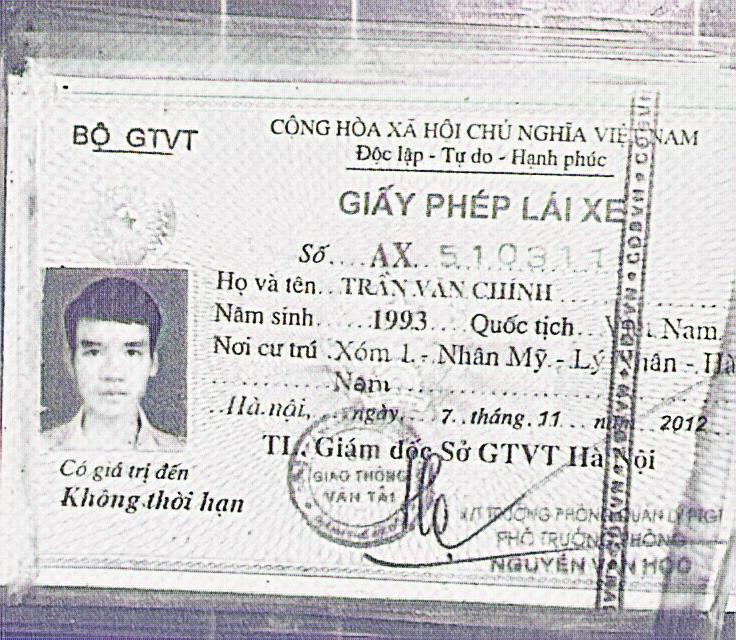 BỘ GTVT
CỘNG HÒA XÃ HỘI CHỦ NGHĨA VIỆT NAM
Độc lập - Tự do - Hạnh phúc
GIẤY PHÉP LÁI XE
Số....AX..510311
Họ và tên...TRẦN VĂN CHÍNH
Năm sinh......1993....Quốc tịch...Việt Nam
Nơi cư trú.Xóm 1 - Nhân Mỹ - Lý Nhân - Hà
Nam
Hà nội, ngày 7 tháng 11 năm 2012
TL. Giám đốc Sở GTVT Hà Nội
Có giá trị đến
Không thời hạn
GIAO THÔNG
VẬN TẢI
K/T TRƯỞNG PHÒNG QUẢN LÝ
PHÓ TRƯỞNG PHÒNG
NGUYỄN VĂN HỌC
CDBVN